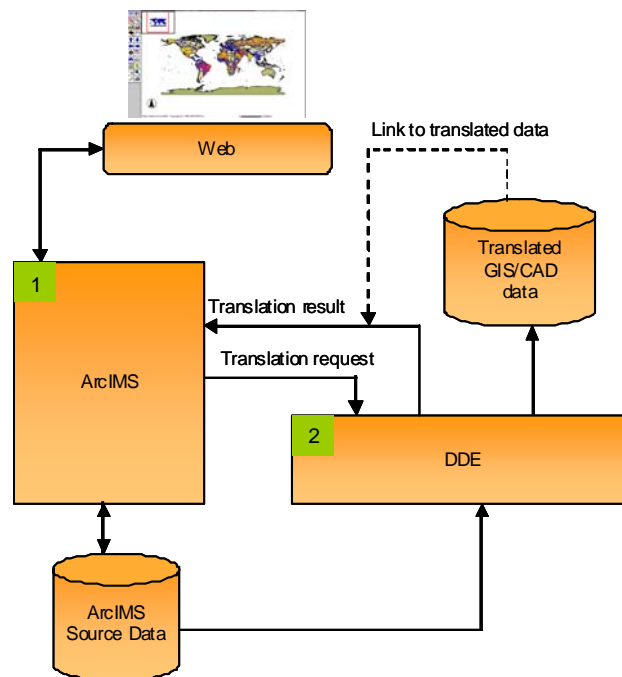 Web
Link to translated data
Translated
GIS/CAD
data
1
Translation result
Translation request
ArcIMS
2
DDE
ArcIMS
Source Data